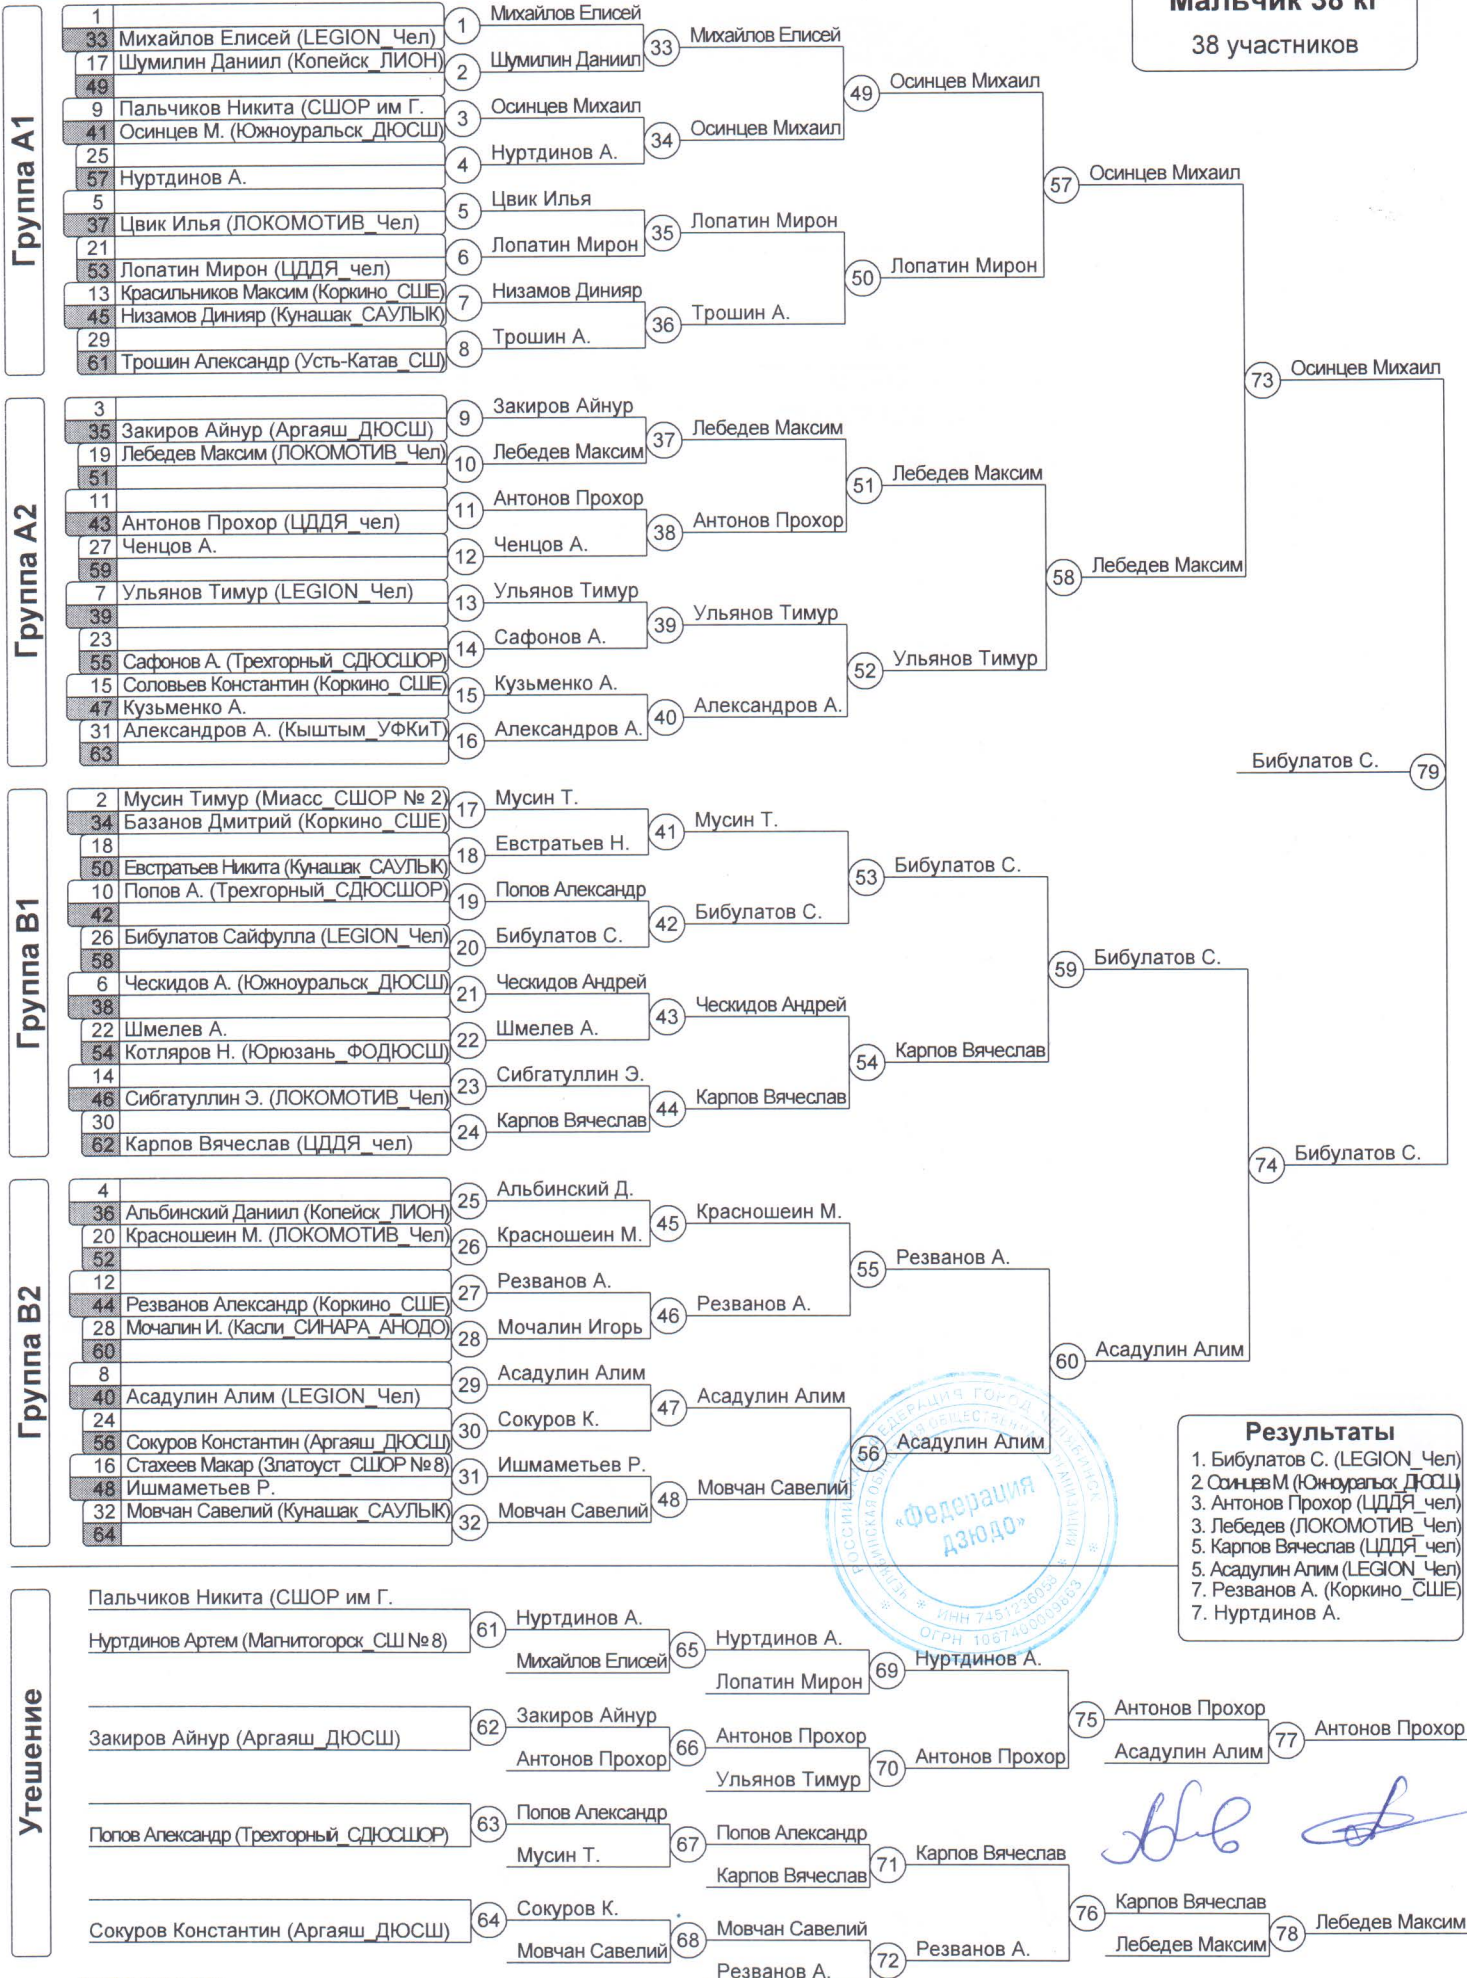 Мальчик 38 кг
38 участников
Группа A1
1
33 Михайлов Елисей (LEGION_Чел)
17 Шумилин Даниил (Копейск_ЛИОН)
49
9 Пальчиков Никита (СШОР им Г.
41 Осинцев М. (Южноуральск_ДЮСШ)
25
57 Нуртдинов А.
5
37 Цвик Илья (ЛОКОМОТИВ_Чел)
21
53 Лопатин Мирон (ЦДДЯ_чел)
13 Красильников Максим (Коркино_СШЕ)
45 Низамов Динияр (Кунашак_САУЛЫК)
29
61 Трошин Александр (Усть-Катав_СШ)
1 Михайлов Елисей
2 Шумилин Даниил
3 Осинцев Михаил
4 Нуртдинов А.
5 Цвик Илья
6 Лопатин Мирон
7 Низамов Динияр
8 Трошин А.
33 Михайлов Елисей
34 Осинцев Михаил
35 Лопатин Мирон
36 Трошин А.
49 Осинцев Михаил
50 Лопатин Мирон
57 Осинцев Михаил
73 Осинцев Михаил
Группа A2
3
35 Закиров Айнур (Аргаяш_ДЮСШ)
19 Лебедев Максим (ЛОКОМОТИВ_Чел)
51
11
43 Антонов Прохор (ЦДДЯ_чел)
27 Ченцов А.
59
7 Ульянов Тимур (LEGION_Чел)
39
23
55 Сафонов А. (Трехгорный_СДЮСШОР)
15 Соловьев Константин (Коркино_СШЕ)
47 Кузьменко А.
31 Александров А. (Кыштым_УФКиТ)
63
9 Закиров Айнур
10 Лебедев Максим
11 Антонов Прохор
12 Ченцов А.
13 Ульянов Тимур
14 Сафонов А.
15 Кузьменко А.
16 Александров А.
37 Лебедев Максим
38 Антонов Прохор
39 Ульянов Тимур
40 Александров А.
51 Лебедев Максим
52 Ульянов Тимур
58 Лебедев Максим
Бибулатов С. 79
Группа B1
2 Мусин Тимур (Миасс_СШОР № 2)
34 Базанов Дмитрий (Коркино_СШЕ)
18
50 Евстратьев Никита (Кунашак_САУЛЫК)
10 Попов А. (Трехгорный_СДЮСШОР)
42
26 Бибулатов Сайфулла (LEGION_Чел)
58
6 Ческидов А. (Южноуральск_ДЮСШ)
38
22 Шмелев А.
54 Котляров Н. (Юрюзань_ФОДЮСШ)
14
46 Сибгатуллин Э. (ЛОКОМОТИВ_Чел)
30
62 Карпов Вячеслав (ЦДДЯ_чел)
17 Мусин Т.
18 Евстратьев Н.
19 Попов Александр
20 Бибулатов С.
21 Ческидов Андрей
22 Шмелев А.
23 Сибгатуллин Э.
24 Карпов Вячеслав
41 Мусин Т.
42 Бибулатов С.
43 Ческидов Андрей
44 Карпов Вячеслав
53 Бибулатов С.
54 Карпов Вячеслав
59 Бибулатов С.
74 Бибулатов С.
Группа B2
4
36 Альбинский Даниил (Копейск_ЛИОН)
20 Красношеин М. (ЛОКОМОТИВ_Чел)
52
12
44 Резванов Александр (Коркино_СШЕ)
28 Мочалин И. (Касли_СИНАРА_АНОДО)
60
8
40 Асадулин Алим (LEGION_Чел)
24
56 Сокуров Константин (Аргаяш_ДЮСШ)
16 Стахеев Макар (Златоуст_СШОР №8)
48 Ишмаметьев Р.
32 Мовчан Савелий (Кунашак_САУЛЫК)
64
25 Альбинский Д.
26 Красношеин М.
27 Резванов А.
28 Мочалин Игорь
29 Асадулин Алим
30 Сокуров К.
31 Ишмаметьев Р.
32 Мовчан Савелий
45 Красношеин М.
46 Резванов А.
47 Асадулин Алим
48 Мовчан Савелий
55 Резванов А.
56 Асадулин Алим
60 Асадулин Алим
«Федерация
дзюдо»
ИНН 7451236058
Результаты
1. Бибулатов С. (LEGION_Чел)
2. Осинцев М. (Южноуральск_ДЮСШ)
3. Антонов Прохор (ЦДДЯ_чел)
3. Лебедев (ЛОКОМОТИВ_Чел)
5. Карпов Вячеслав (ЦДДЯ_чел)
5. Асадулин Алим (LEGION_Чел)
7. Резванов А. (Коркино_СШЕ)
7. Нуртдинов А.
Утешение
Пальчиков Никита (СШОР им Г.
Нуртдинов Артем (Магнитогорск_СШ №8)
61 Нуртдинов А.
Михайлов Елисей
65 Нуртдинов А.
Лопатин Мирон
69 Нуртдинов А.
Закиров Айнур (Аргаяш_ДЮСШ)
62 Закиров Айнур
Антонов Прохор
66 Антонов Прохор
Ульянов Тимур
70 Антонов Прохор
75 Антонов Прохор
Асадулин Алим
77 Антонов Прохор
Попов Александр (Трехгорный_СДЮСШОР)
63 Попов Александр
Мусин Т.
67 Попов Александр
Карпов Вячеслав
71 Карпов Вячеслав
Сокуров Константин (Аргаяш_ДЮСШ)
64 Сокуров К.
Мовчан Савелий
68 Мовчан Савелий
Резванов А.
72 Резванов А.
76 Карпов Вячеслав
Лебедев Максим
78 Лебедев Максим